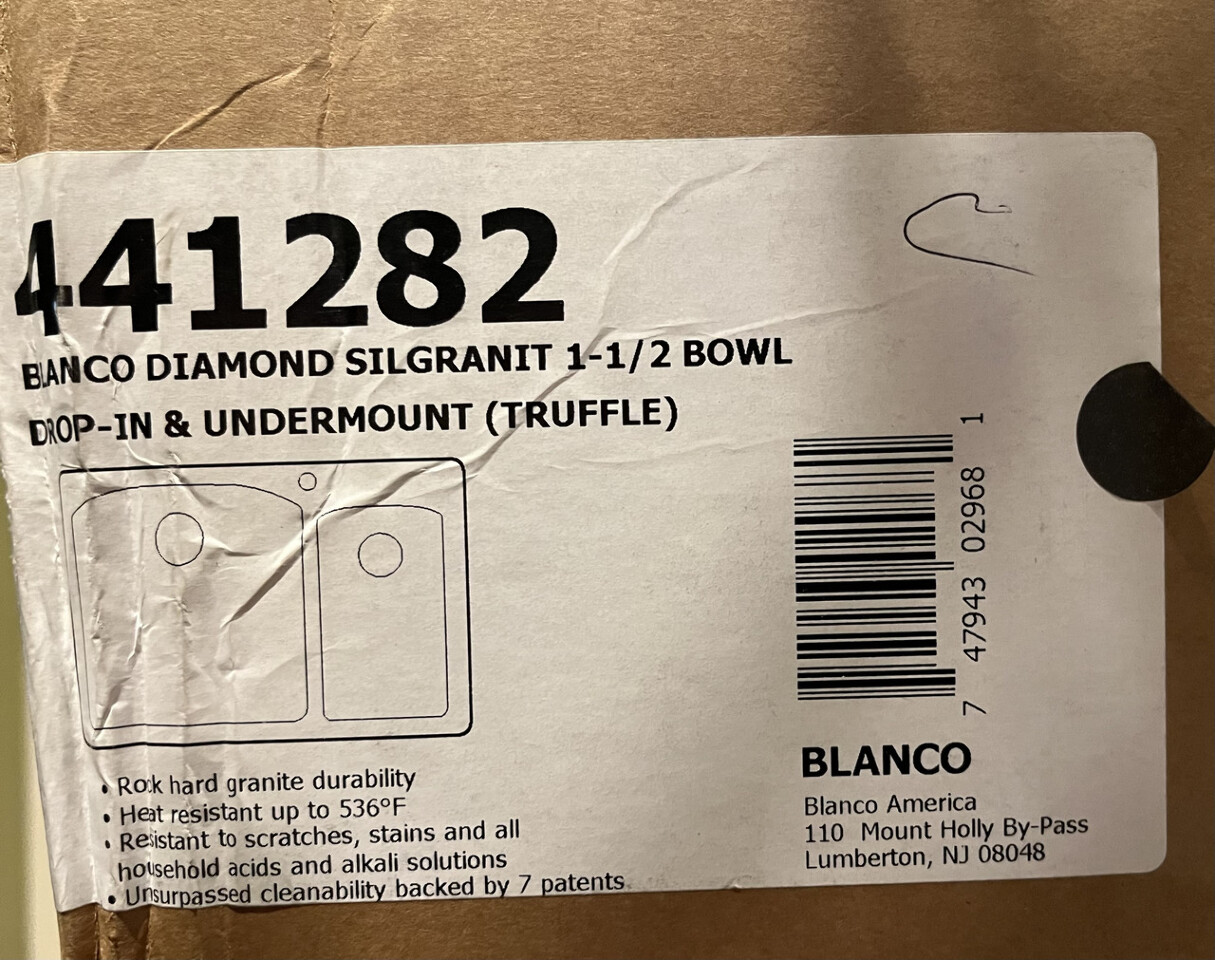 441282
BLANCO DIAMOND SILGRANIT 1-1/2 BOWL
DROP-IN & UNDERMOUNT (TRUFFLE)
• Rock hard granite durability
• Heat resistant up to 536°F
• Resistant to scratches, stains and all
household acids and alkali solutions
• Unsurpassed cleanability backed by 7 patents
7 47943 02968 1
BLANCO
Blanco America
110 Mount Holly By-Pass
Lumberton, NJ 08048